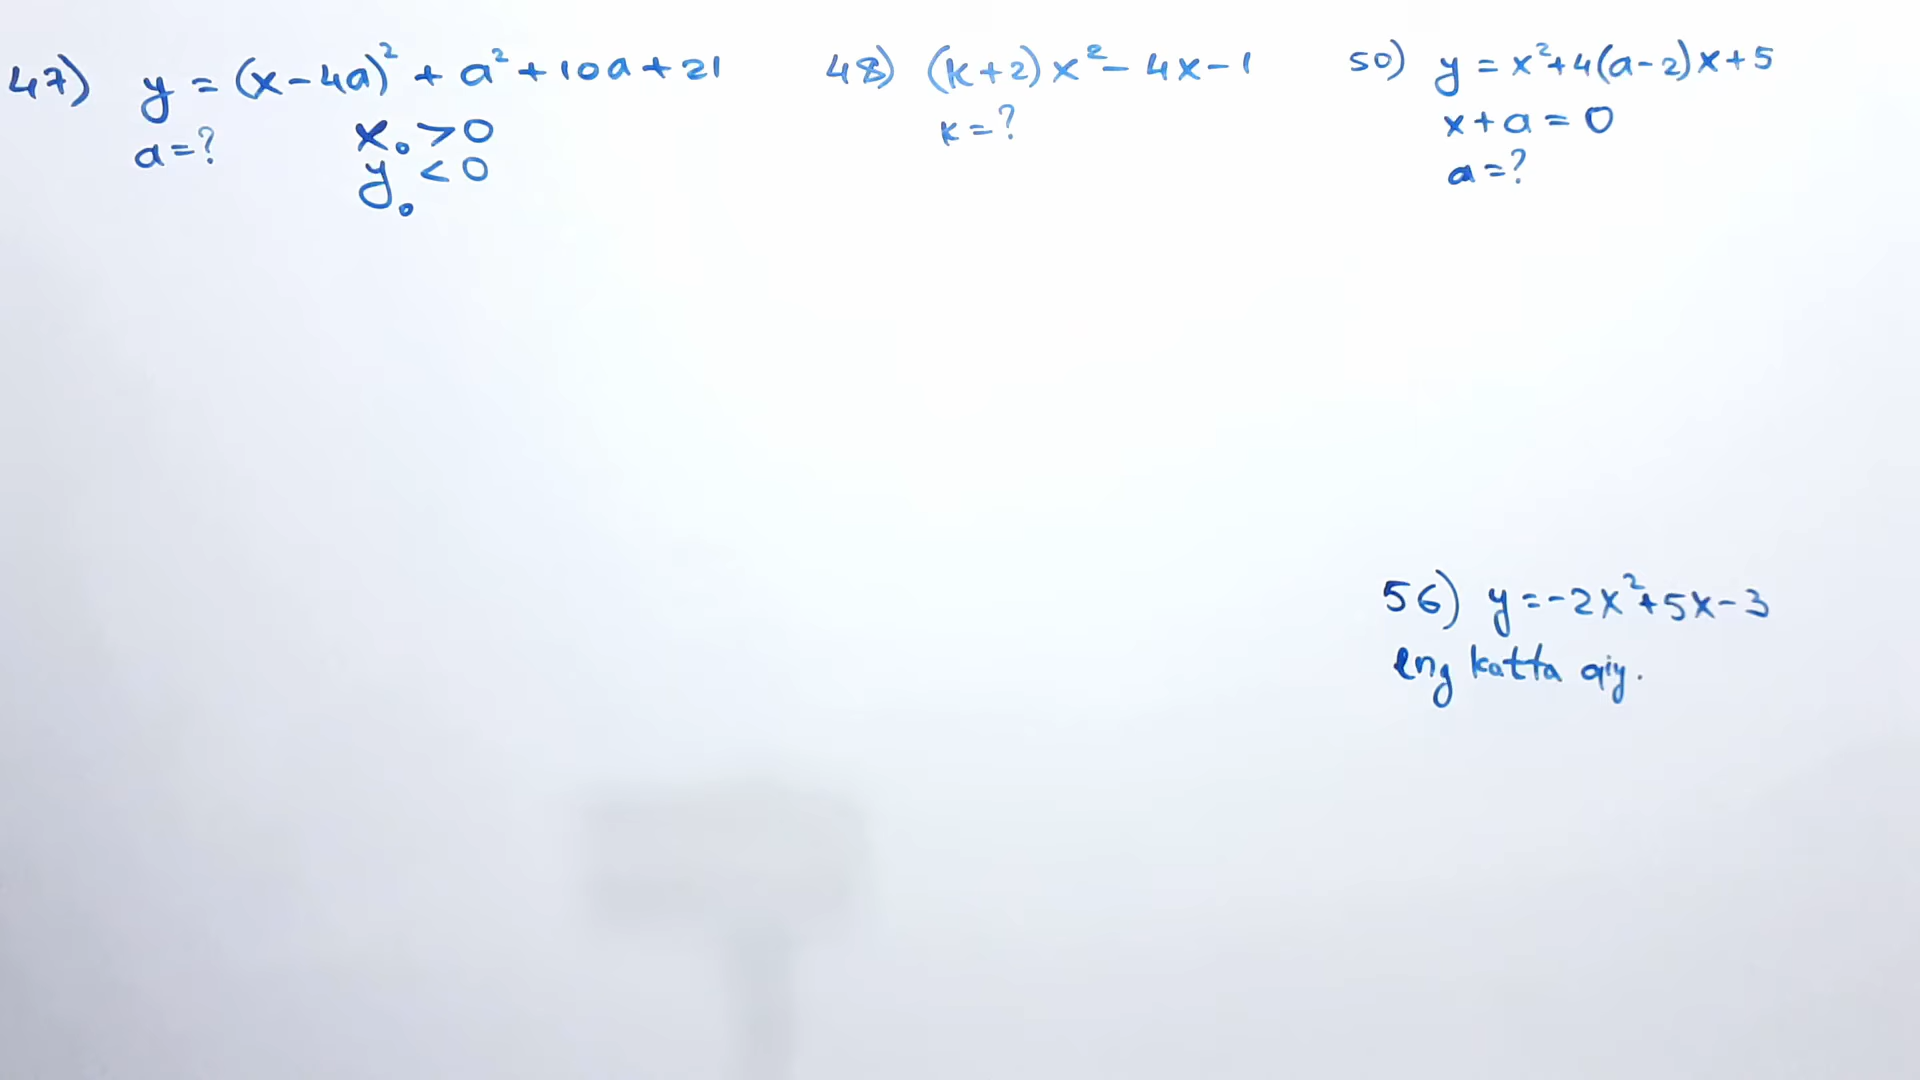 47) y = (x-4a)² + a² + 10a + 21
a=? x₀ > 0
y₀ < 0
48) (k+2)x² - 4x - 1
k=?
50) y = x² + 4(a-2)x + 5
x + a = 0
a=?
56) y = -2x² + 5x - 3
eng katta qiy.